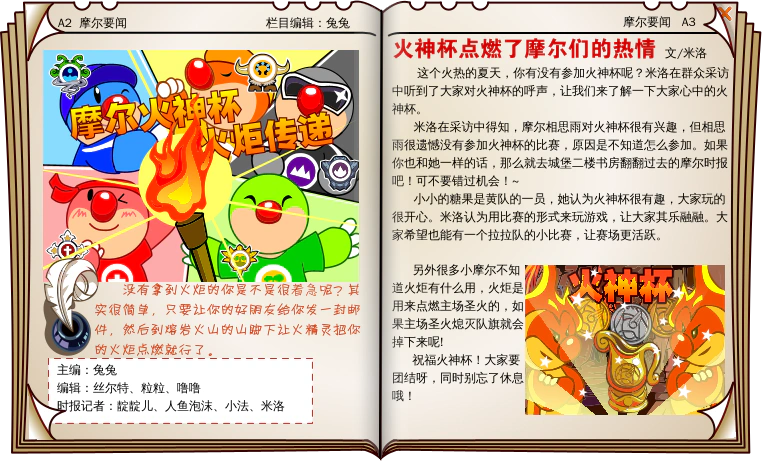 A2 摩尔要闻
栏目编辑：兔兔
摩尔火神杯
火炬传递
没有拿到火炬的你是不是很着急呢？其
实很简单，只要让你的好朋友给你发一封邮
件，然后到熔岩火山的山脚下让火精灵把你
的火炬点燃就行了。
主编：兔兔
编辑：丝尔特、粒粒、噜噜
时报记者：靛靛儿、人鱼泡沫、小法、米洛
摩尔要闻 A3
火神杯点燃了摩尔们的热情 文/米洛
这个火热的夏天，你有没有参加火神杯呢？米洛在群众采访
中听到了大家对火神杯的呼声，让我们来了解一下大家心中的火
神杯。
米洛在采访中得知，摩尔相思雨对火神杯很有兴趣，但相思
雨很遗憾没有参加火神杯的比赛，原因是不知道怎么参加。如果
你也和她一样的话，那么就去城堡二楼书房翻翻过去的摩尔时报
吧！可不要错过机会！~
小小的糖果是黄队的一员，她认为火神杯很有趣，大家玩的
很开心。米洛认为用比赛的形式来玩游戏，让大家其乐融融。大
家希望也能有一个拉拉队的小比赛，让赛场更活跃。
另外很多小摩尔不知
道火炬有什么用，火炬是
用来点燃主场圣火的，如
果主场圣火熄灭队旗就会
掉下来呢!
祝福火神杯！大家要
团结呀，同时别忘了休息
哦！
火神杯